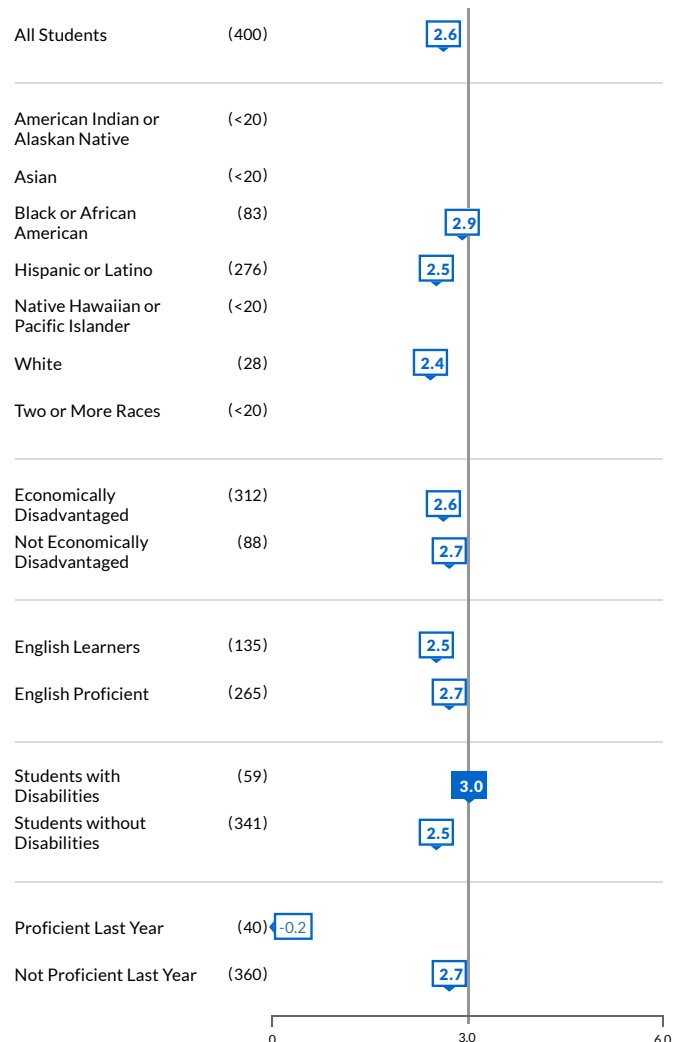 All Students (400) 2.6
American Indian or
Alaskan Native (<20)
Asian (<20)
Black or African
American (83) 2.9
Hispanic or Latino (276) 2.5
Native Hawaiian or
Pacific Islander (<20)
White (28) 2.4
Two or More Races (<20)
Economically
Disadvantaged (312) 2.6
Not Economically
Disadvantaged (88) 2.7
English Learners (135) 2.5
English Proficient (265) 2.7
Students with
Disabilities (59) 3.0
Students without
Disabilities (341) 2.5
Proficient Last Year (40) -0.2
Not Proficient Last Year (360) 2.7
0 3.0 6.0